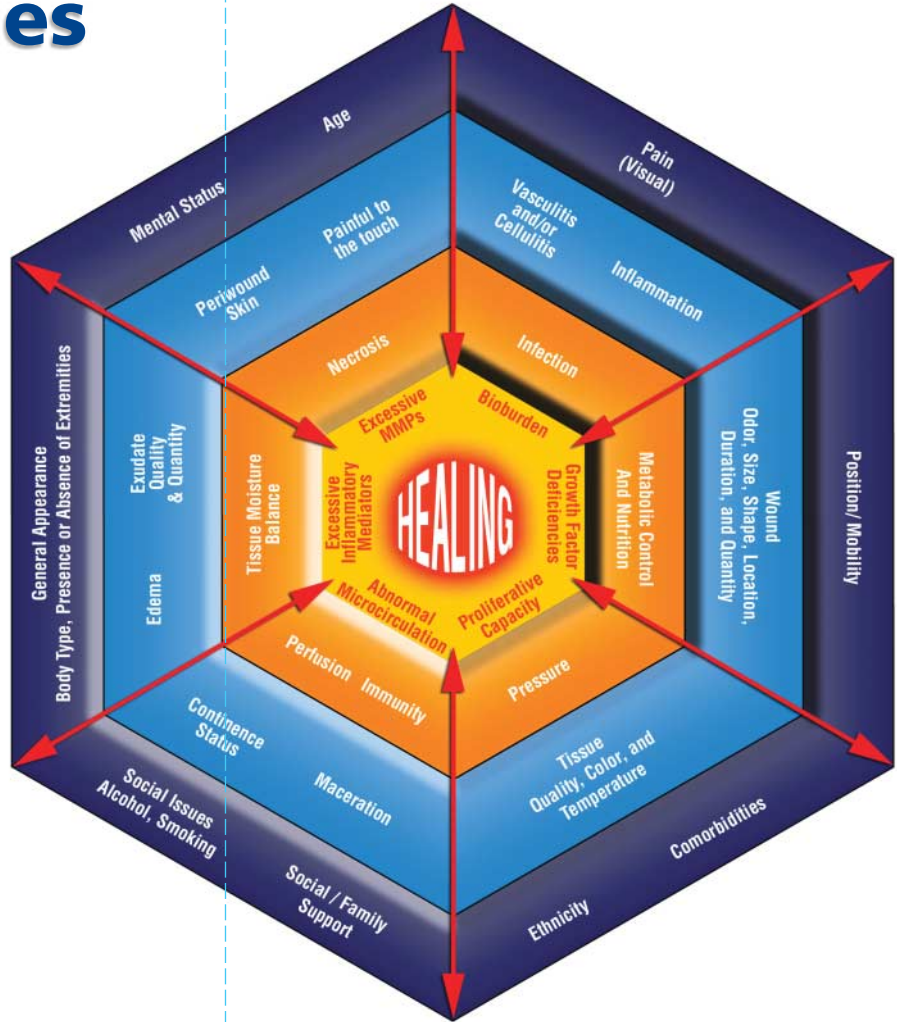 es
Age
Mental Status
Pain
(Visual)
Painful to
the touch
Periwound
Skin
Vasculitis
and/or
Cellulitis
Inflammation
Necrosis
Infection
Excessive
MMPs
Bioburden
General Appearance
Body Type, Presence or Absence of Extremities
Exudate
Quality
& Quantity
Edema
Tissue Moisture
Balance
Excessive
Inflammatory
Mediators
HEALING
Growth Factor
Deficiencies
Metabolic Control
And Nutrition
Wound
Odor, Size, Shape, Location,
Duration, and Quantity
Position/ Mobility
Abnormal
Microcirculation
Proliferative
Capacity
Perfusion Immunity
Pressure
Continence
Status
Maceration
Tissue
Quality, Color, and
Temperature
Social Issues
Alcohol, Smoking
Social / Family
Support
Ethnicity
Comorbidities